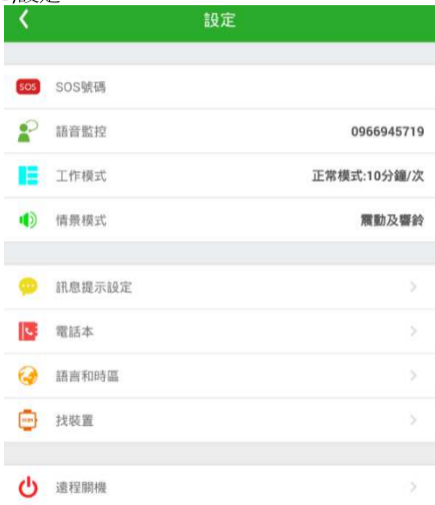 設定
SOS SOS號碼
語音監控 0966945719
工作模式 正常模式:10分鐘/次
情景模式 震動及響鈴
訊息提示設定
電話本
語言和時區
找裝置
遠程關機